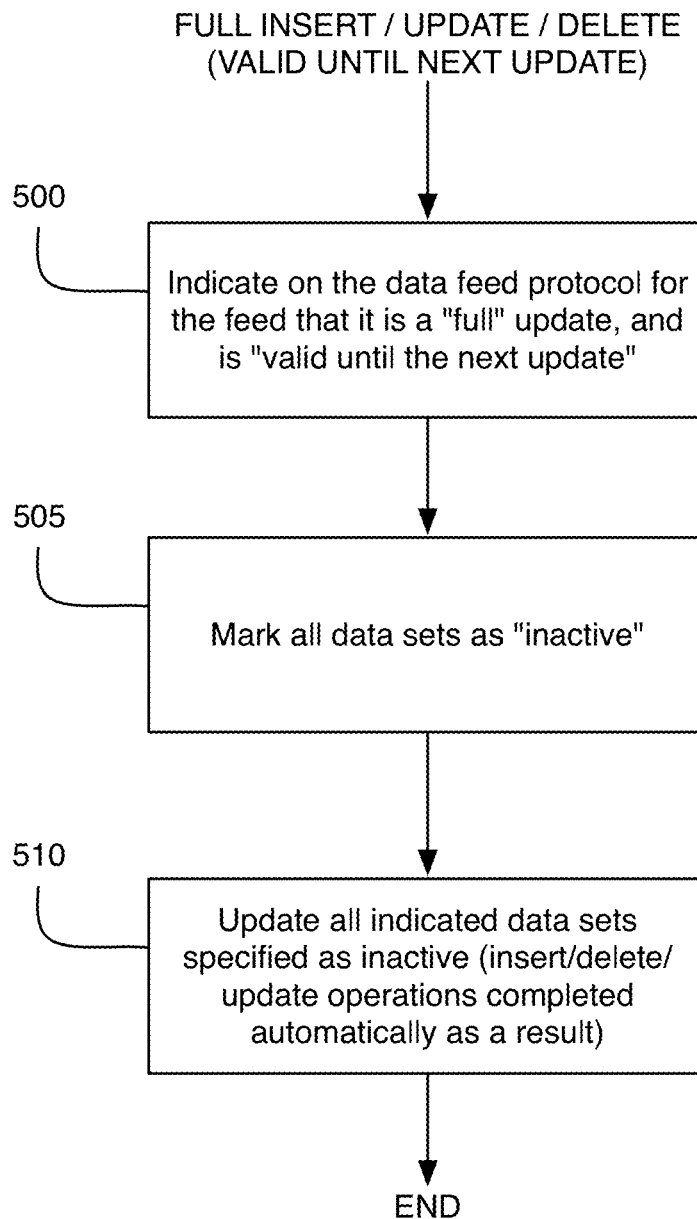 FULL INSERT / UPDATE / DELETE
(VALID UNTIL NEXT UPDATE)
500
Indicate on the data feed protocol for
the feed that it is a "full" update, and
is "valid until the next update"
505
Mark all data sets as "inactive"
510
Update all indicated data sets
specified as inactive (insert/delete/
update operations completed
automatically as a result)
END